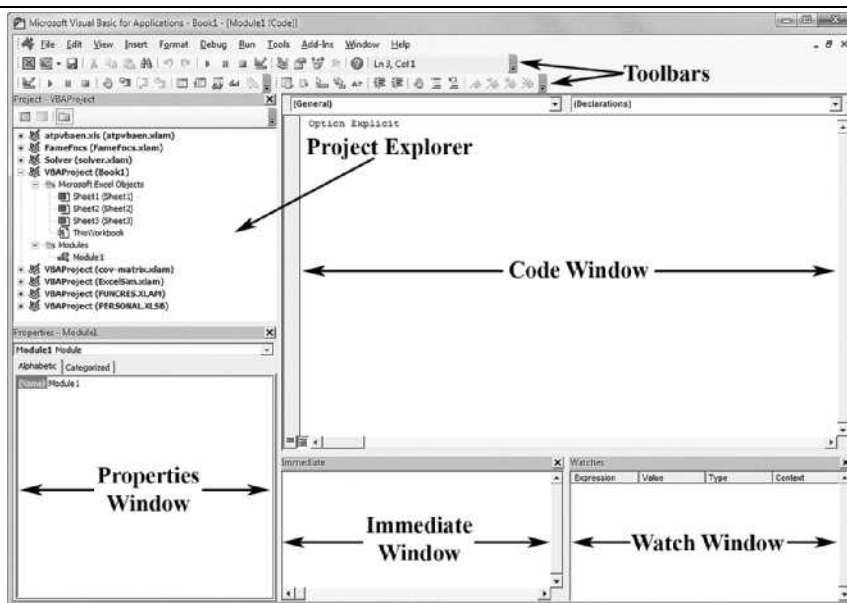 Microsoft Visual Basic for Applications - Book1 - [Module1 (Code)]
File Edit View Insert Format Debug Run Tools Add-Ins Window Help
Ln 3, Col 1
Toolbars
Project - VBAProject
atpvbaen.xls (atpvbaen.xlam)
FameFncs (FameFncs.xlam)
Solver (solver.xlam)
VBAProject (Book1)
Microsoft Excel Objects
Sheet1 (Sheet1)
Sheet2 (Sheet2)
Sheet3 (Sheet3)
ThisWorkbook
Modules
Module1
VBAProject (cov-matrix.xlam)
VBAProject (ExcelSim.xlam)
VBAProject (FUNCRES.XLAM)
VBAProject (PERSONAL.XLSB)
(General) (Declarations)
Option Explicit
Project Explorer
Code Window
Properties - Module1
Module1 Module
Alphabetic Categorized
(Name) Module1
Properties
Window
Immediate
Immediate
Window
Watches
Expression Value Type Context
Watch Window